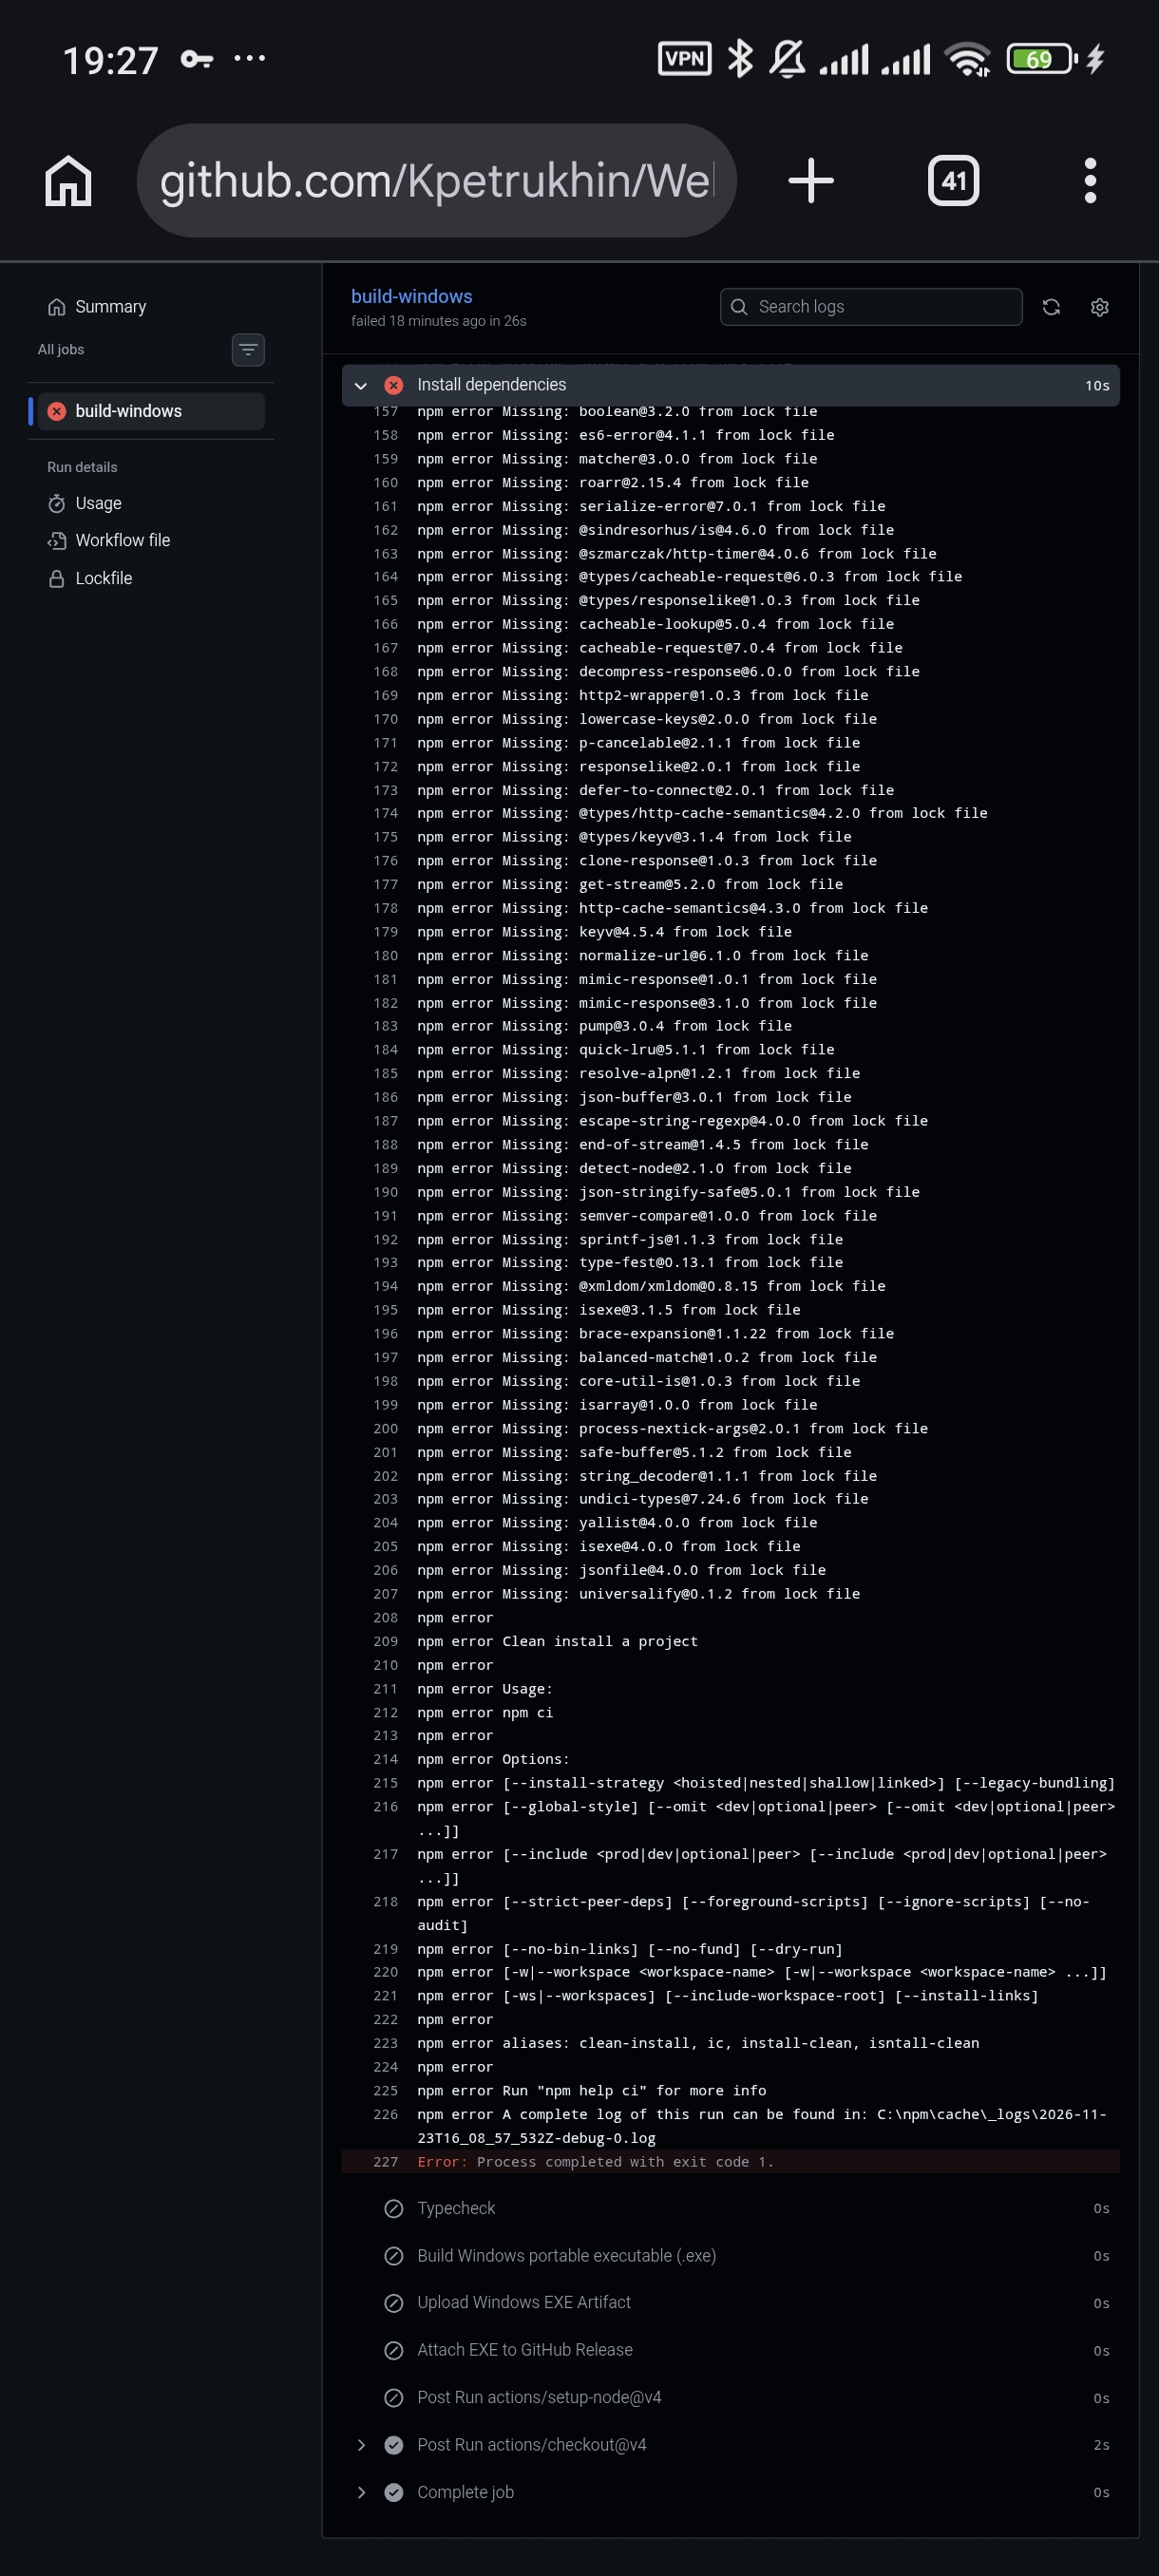 19:27
VPN
69
github.com/Kpetrukhin/We
41
Summary
All jobs
build-windows
Run details
Usage
Workflow file
Lockfile
build-windows
failed 18 minutes ago in 26s
Search logs
Install dependencies 10s
157 npm error Missing: boolean@3.2.0 from lock file
158 npm error Missing: es6-error@4.1.1 from lock file
159 npm error Missing: matcher@3.0.0 from lock file
160 npm error Missing: roarr@2.15.4 from lock file
161 npm error Missing: serialize-error@7.0.1 from lock file
162 npm error Missing: @sindresorhus/is@4.6.0 from lock file
163 npm error Missing: @szmarczak/http-timer@4.0.6 from lock file
164 npm error Missing: @types/cacheable-request@6.0.3 from lock file
165 npm error Missing: @types/responselike@1.0.3 from lock file
166 npm error Missing: cacheable-lookup@5.0.4 from lock file
167 npm error Missing: cacheable-request@7.0.4 from lock file
168 npm error Missing: decompress-response@6.0.0 from lock file
169 npm error Missing: http2-wrapper@1.0.3 from lock file
170 npm error Missing: lowercase-keys@2.0.0 from lock file
171 npm error Missing: p-cancelable@2.1.1 from lock file
172 npm error Missing: responselike@2.0.1 from lock file
173 npm error Missing: defer-to-connect@2.0.1 from lock file
174 npm error Missing: @types/http-cache-semantics@4.2.0 from lock file
175 npm error Missing: @types/keyv@3.1.4 from lock file
176 npm error Missing: clone-response@1.0.3 from lock file
177 npm error Missing: get-stream@5.2.0 from lock file
178 npm error Missing: http-cache-semantics@4.3.0 from lock file
179 npm error Missing: keyv@4.5.4 from lock file
180 npm error Missing: normalize-url@6.1.0 from lock file
181 npm error Missing: mimic-response@1.0.1 from lock file
182 npm error Missing: mimic-response@3.1.0 from lock file
183 npm error Missing: pump@3.0.4 from lock file
184 npm error Missing: quick-lru@5.1.1 from lock file
185 npm error Missing: resolve-alpn@1.2.1 from lock file
186 npm error Missing: json-buffer@3.0.1 from lock file
187 npm error Missing: escape-string-regexp@4.0.0 from lock file
188 npm error Missing: end-of-stream@1.4.5 from lock file
189 npm error Missing: detect-node@2.1.0 from lock file
190 npm error Missing: json-stringify-safe@5.0.1 from lock file
191 npm error Missing: semver-compare@1.0.0 from lock file
192 npm error Missing: sprintf-js@1.1.3 from lock file
193 npm error Missing: type-fest@0.13.1 from lock file
194 npm error Missing: @xmldom/xmldom@0.8.15 from lock file
195 npm error Missing: isexe@3.1.5 from lock file
196 npm error Missing: brace-expansion@1.1.22 from lock file
197 npm error Missing: balanced-match@1.0.2 from lock file
198 npm error Missing: core-util-is@1.0.3 from lock file
199 npm error Missing: isarray@1.0.0 from lock file
200 npm error Missing: process-nextick-args@2.0.1 from lock file
201 npm error Missing: safe-buffer@5.1.2 from lock file
202 npm error Missing: string_decoder@1.1.1 from lock file
203 npm error Missing: undici-types@7.24.6 from lock file
204 npm error Missing: yallist@4.0.0 from lock file
205 npm error Missing: isexe@4.0.0 from lock file
206 npm error Missing: jsonfile@4.0.0 from lock file
207 npm error Missing: universalify@0.1.2 from lock file
208 npm error
209 npm error Clean install a project
210 npm error
211 npm error Usage:
212 npm error npm ci
213 npm error
214 npm error Options:
215 npm error [--install-strategy <hoisted|nested|shallow|linked>] [--legacy-bundling]
216 npm error [--global-style] [--omit <dev|optional|peer> [--omit <dev|optional|peer>
...]]
217 npm error [--include <prod|dev|optional|peer> [--include <prod|dev|optional|peer>
...]]
218 npm error [--strict-peer-deps] [--foreground-scripts] [--ignore-scripts] [--no-
audit]
219 npm error [--no-bin-links] [--no-fund] [--dry-run]
220 npm error [-w|--workspace <workspace-name> [-w|--workspace <workspace-name> ...]]
221 npm error [-ws|--workspaces] [--include-workspace-root] [--install-links]
222 npm error
223 npm error aliases: clean-install, ic, install-clean, isntall-clean
224 npm error
225 npm error Run "npm help ci" for more info
226 npm error A complete log of this run can be found in: C:\npm\cache\_logs\2026-11-
23T16_08_57_532Z-debug-0.log
227 Error: Process completed with exit code 1.
Typecheck 0s
Build Windows portable executable (.exe) 0s
Upload Windows EXE Artifact 0s
Attach EXE to GitHub Release 0s
Post Run actions/setup-node@v4 0s
Post Run actions/checkout@v4 2s
Complete job 0s